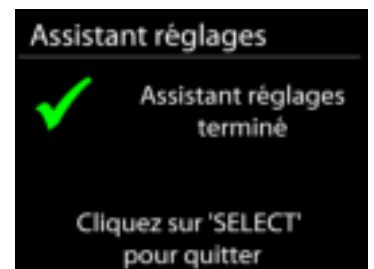 Assistant réglages
Assistant réglages
terminé
Cliquez sur 'SELECT'
pour quitter